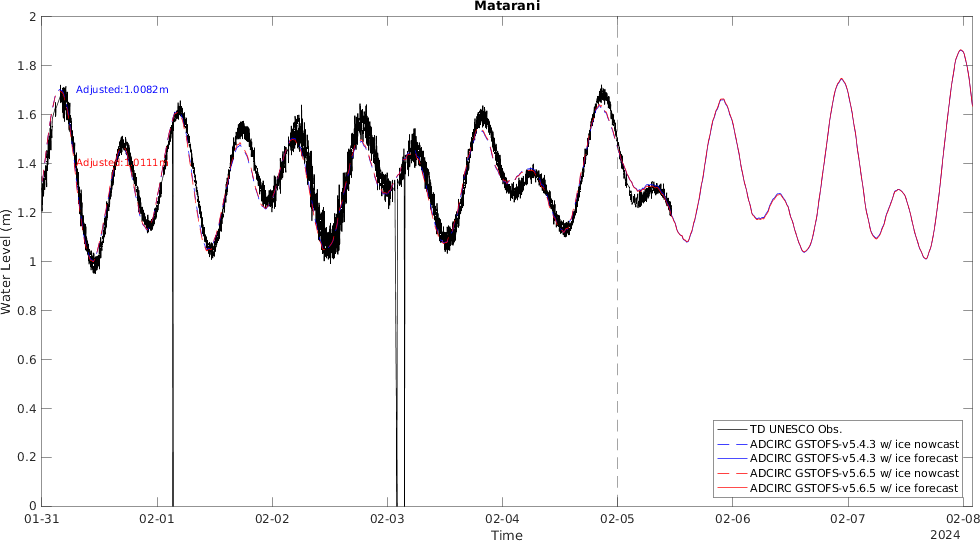 Matarani
2
1.8
1.6
1.4
1.2
1
0.8
0.6
0.4
0.2
0
Water Level (m)
Adjusted:1.0082m
Adjusted:1.0111m
TD UNESCO Obs.
ADCIRC GSTOFS-v5.4.3 w/ ice nowcast
ADCIRC GSTOFS-v5.4.3 w/ ice forecast
ADCIRC GSTOFS-v5.6.5 w/ ice nowcast
ADCIRC GSTOFS-v5.6.5 w/ ice forecast
01-31 02-01 02-02 02-03 02-04 02-05 02-06 02-07 02-08
Time
2024